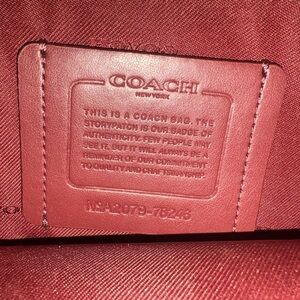 COACH
NEW YORK
THIS IS A COACH BAG. THE
STORYPATCH IS OUR BADGE OF
AUTHENTICITY. FEW PEOPLE MAY
SEE IT. BUT IT WILL ALWAYS BE A
REMINDER OF OUR COMMITMENT
TO QUALITY AND CRAFTSMANSHIP